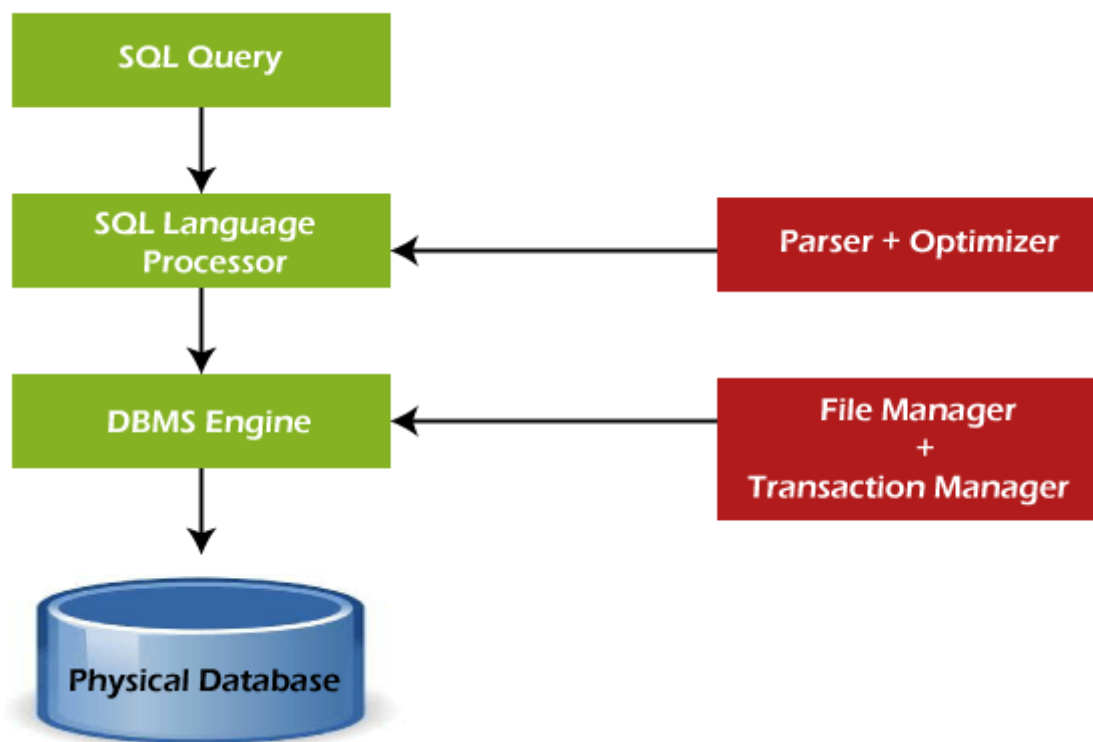 SQL Query
SQL Language
Processor
Parser + Optimizer
DBMS Engine
File Manager
+
Transaction Manager
Physical Database